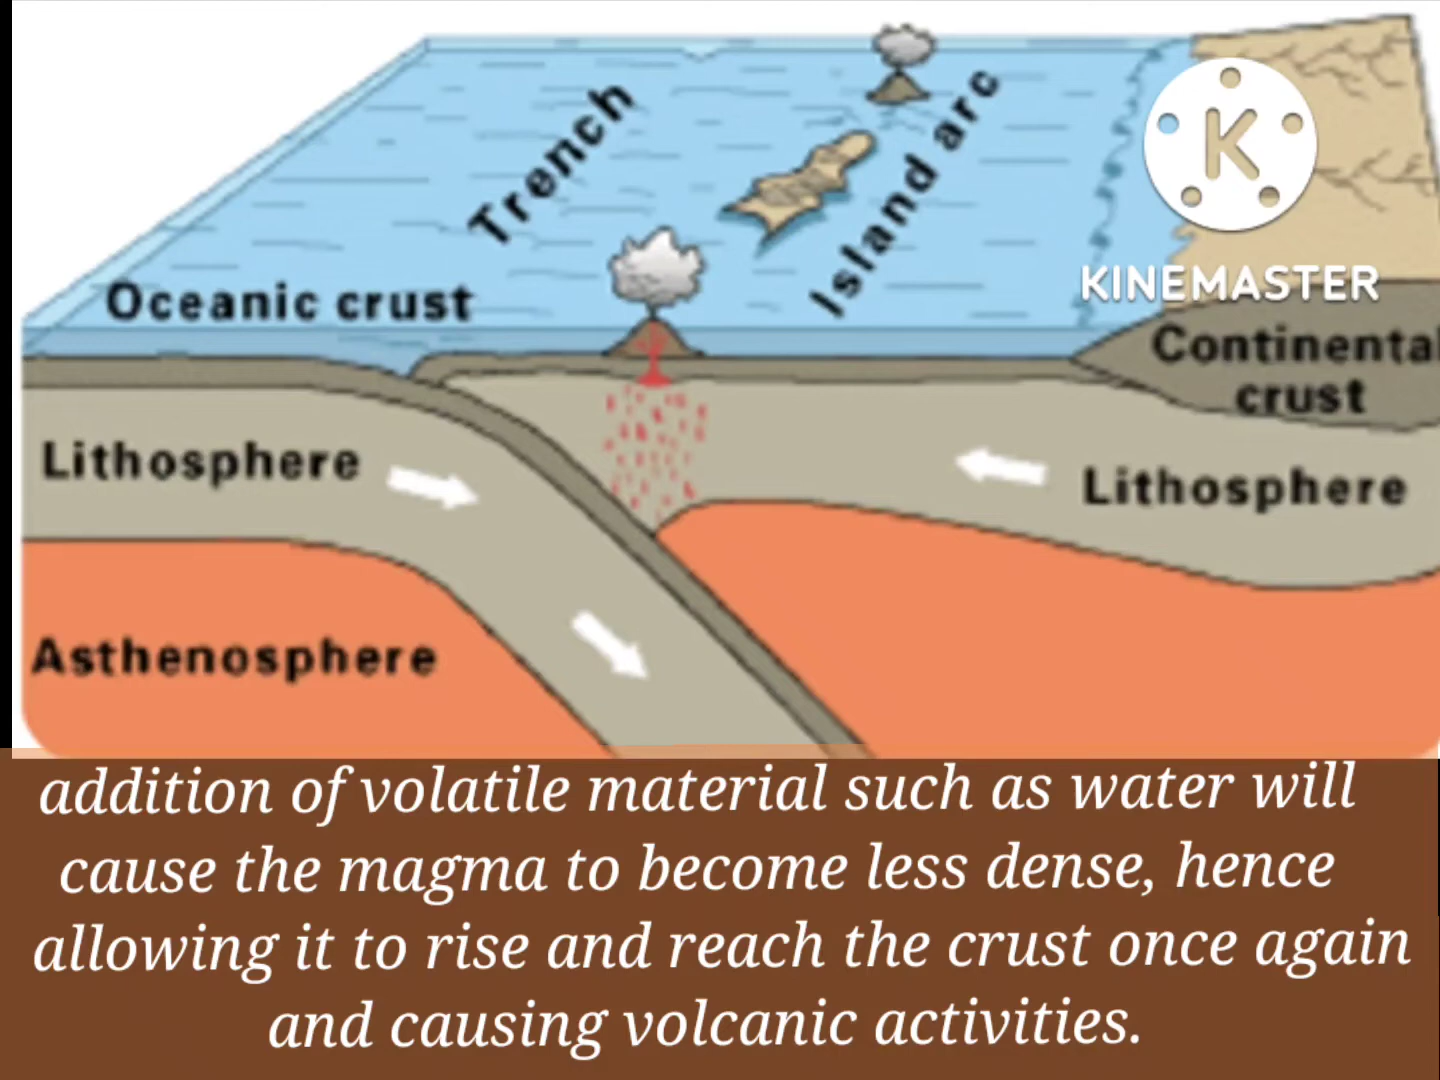 Trench
Island arc
K
KINEMASTER
Oceanic crust
Continental
crust
Lithosphere
Lithosphere
Asthenosphere
addition of volatile material such as water will
cause the magma to become less dense, hence
allowing it to rise and reach the crust once again
and causing volcanic activities.